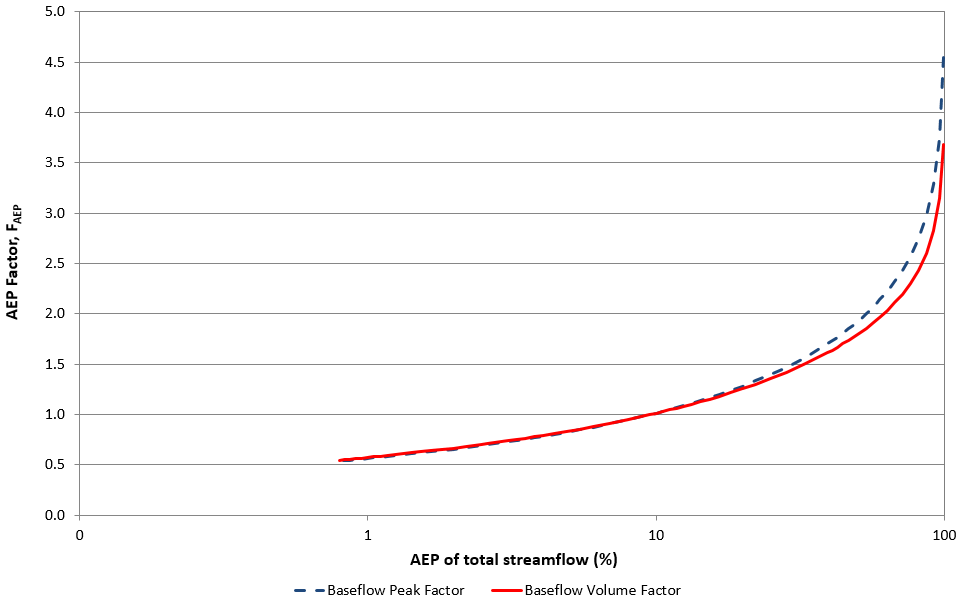 5.0
4.5
4.0
3.5
3.0
2.5
2.0
1.5
1.0
0.5
0.0
AEP Factor, FAEP
0 1 10 100
AEP of total streamflow (%)
Baseflow Peak Factor Baseflow Volume Factor